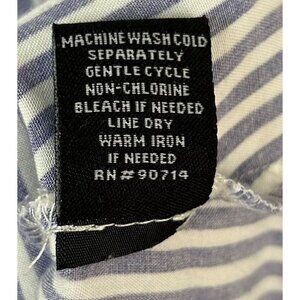 MACHINE WASH COLD
SEPARATELY
GENTLE CYCLE
NON-CHLORINE
BLEACH IF NEEDED
LINE DRY
WARM IRON
IF NEEDED
RN # 90714